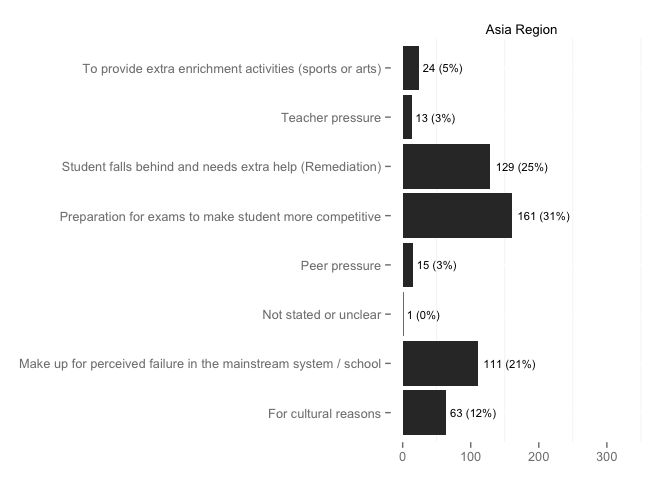 Asia Region
To provide extra enrichment activities (sports or arts)
24 (5%)
Teacher pressure
13 (3%)
Student falls behind and needs extra help (Remediation)
129 (25%)
Preparation for exams to make student more competitive
161 (31%)
Peer pressure
15 (3%)
Not stated or unclear
1 (0%)
Make up for perceived failure in the mainstream system / school
111 (21%)
For cultural reasons
63 (12%)
0 100 200 300